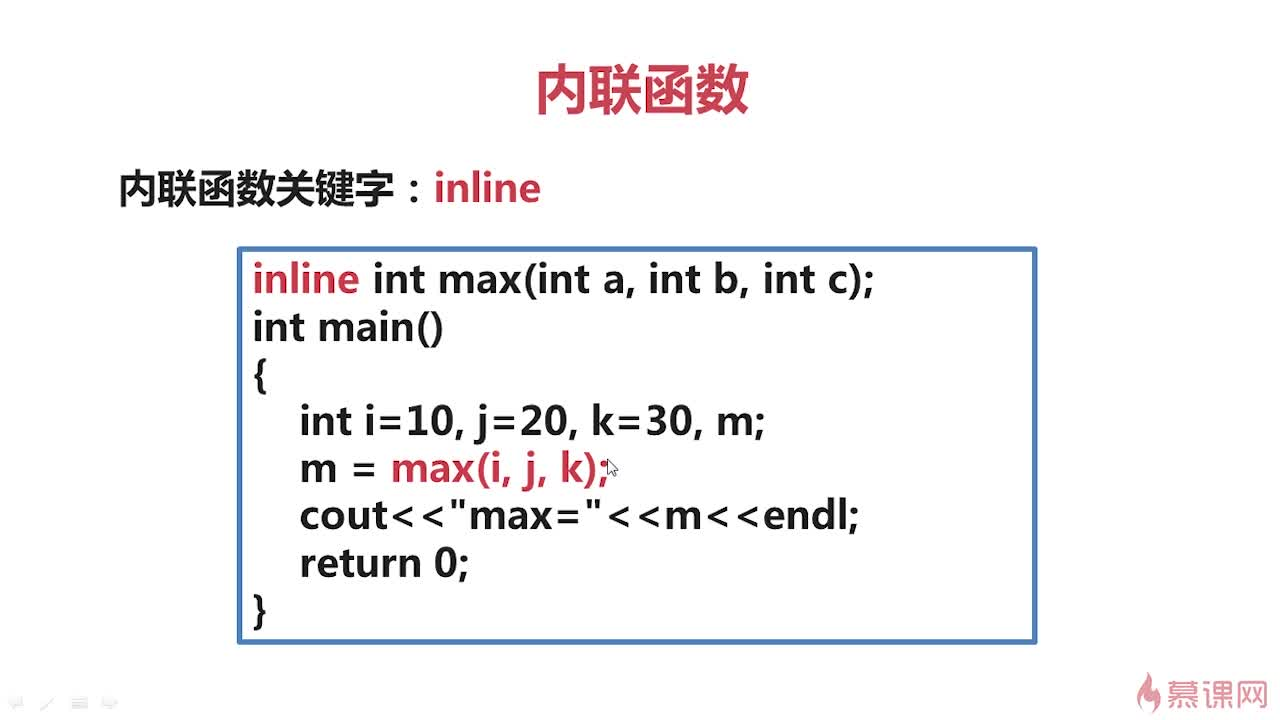 内联函数
内联函数关键字：inline
inline int max(int a, int b, int c);
int main()
{
int i=10, j=20, k=30, m;
m = max(i, j, k);
cout<<"max="<<m<<endl;
return 0;
}
慕课网